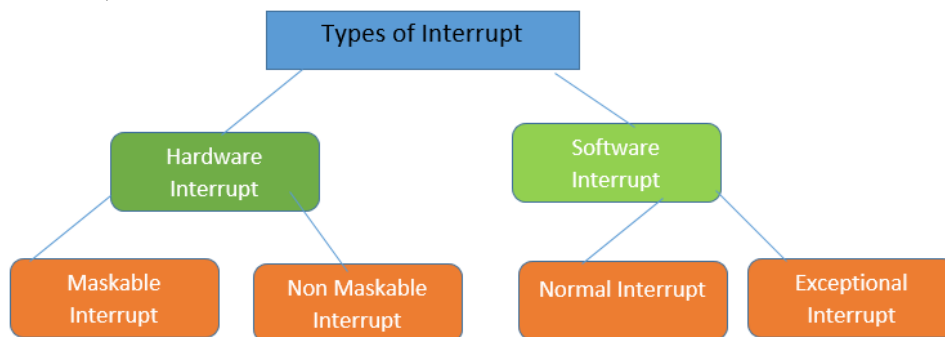 Types of Interrupt
Hardware
Interrupt
Software
Interrupt
Maskable
Interrupt
Non Maskable
Interrupt
Normal Interrupt
Exceptional
Interrupt